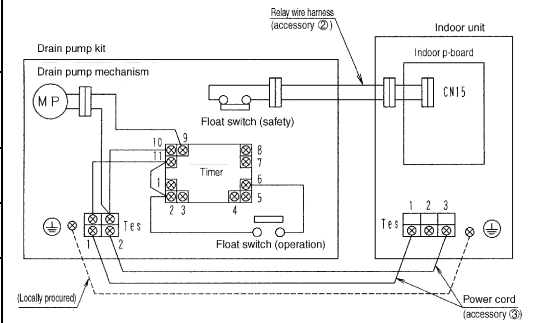 Relay wire harness
(accessory ②)
Indoor unit
Drain pump kit
Indoor p-board
Drain pump mechanism
M P
CN15
Float switch (safety)
9
10
8
11
7
Timer
1
6
2 3 4 5
Tes
1 2
Float switch (operation)
1 2 3
Tes
(Locally procured)
Power cord
(accessory ③)